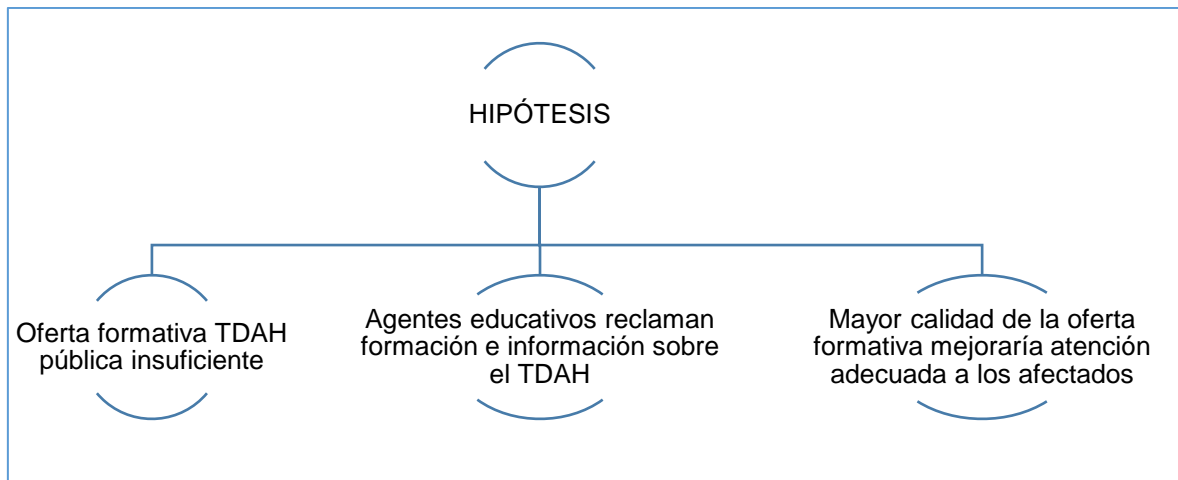 HIPÓTESIS
Oferta formativa TDAH
pública insuficiente
Agentes educativos reclaman
formación e información sobre
el TDAH
Mayor calidad de la oferta
formativa mejoraría atención
adecuada a los afectados